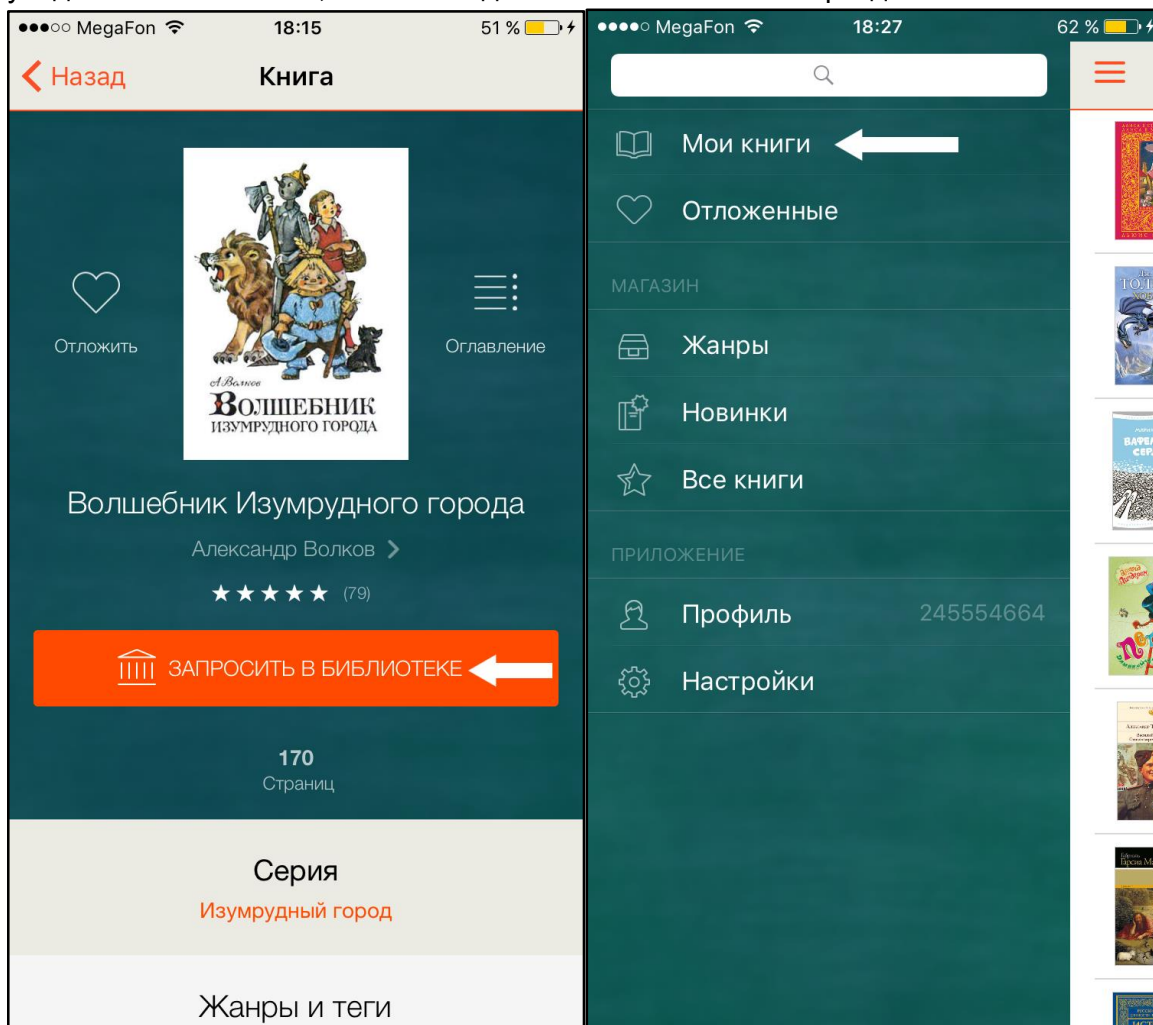 MegaFon 18:15 51 %
Назад Книга
Отложить
Оглавление
А.Волков
ВОЛШЕБНИК
ИЗУМРУДНОГО ГОРОДА
Волшебник Изумрудного города
Александр Волков
(79)
ЗАПРОСИТЬ В БИБЛИОТЕКЕ
170
Страниц
Серия
Изумрудный город
Жанры и теги
MegaFon 18:27 62 %
Мои книги
Отложенные
МАГАЗИН
Жанры
Новинки
Все книги
ПРИЛОЖЕНИЕ
Профиль 245554664
Настройки